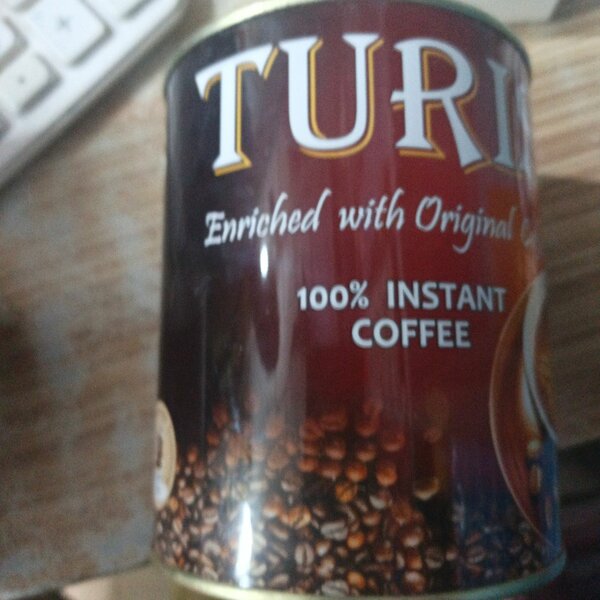 TURI
Enriched with Original
100% INSTANT
COFFEE